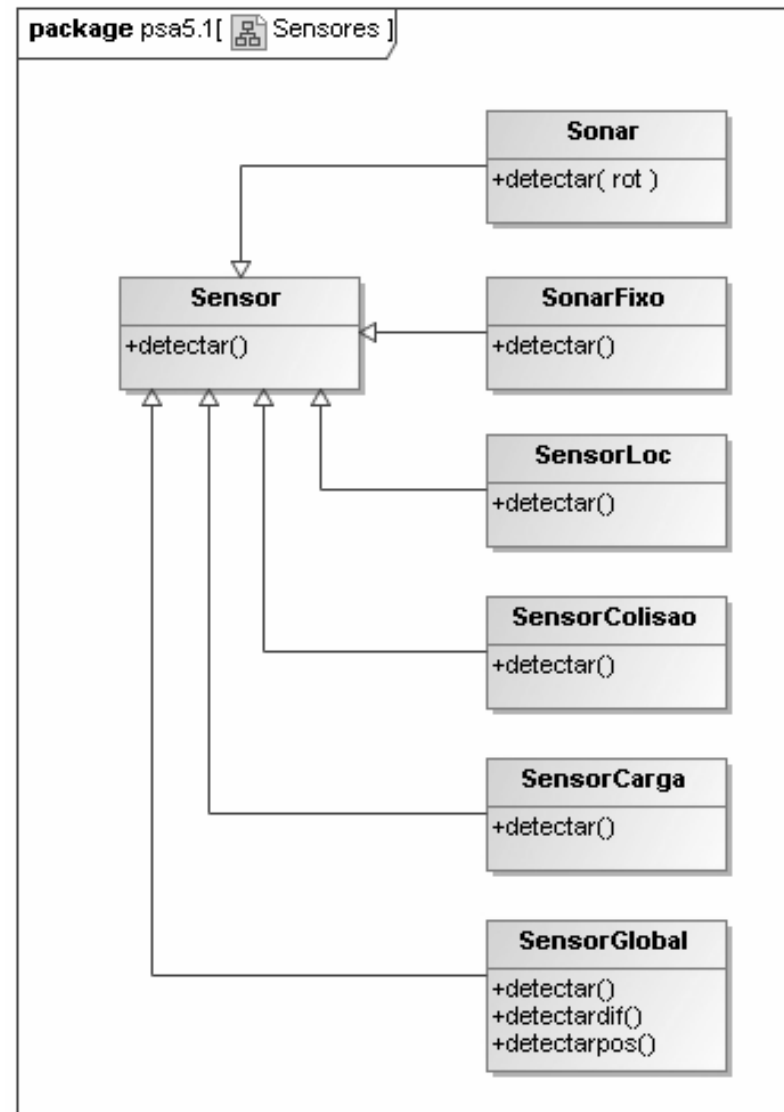 package psa5.1[ Sensores ]
Sonar
+detectar( rot )
Sensor
+detectar()
SonarFixo
+detectar()
SensorLoc
+detectar()
SensorColisao
+detectar()
SensorCarga
+detectar()
SensorGlobal
+detectar()
+detectardif()
+detectarpos()